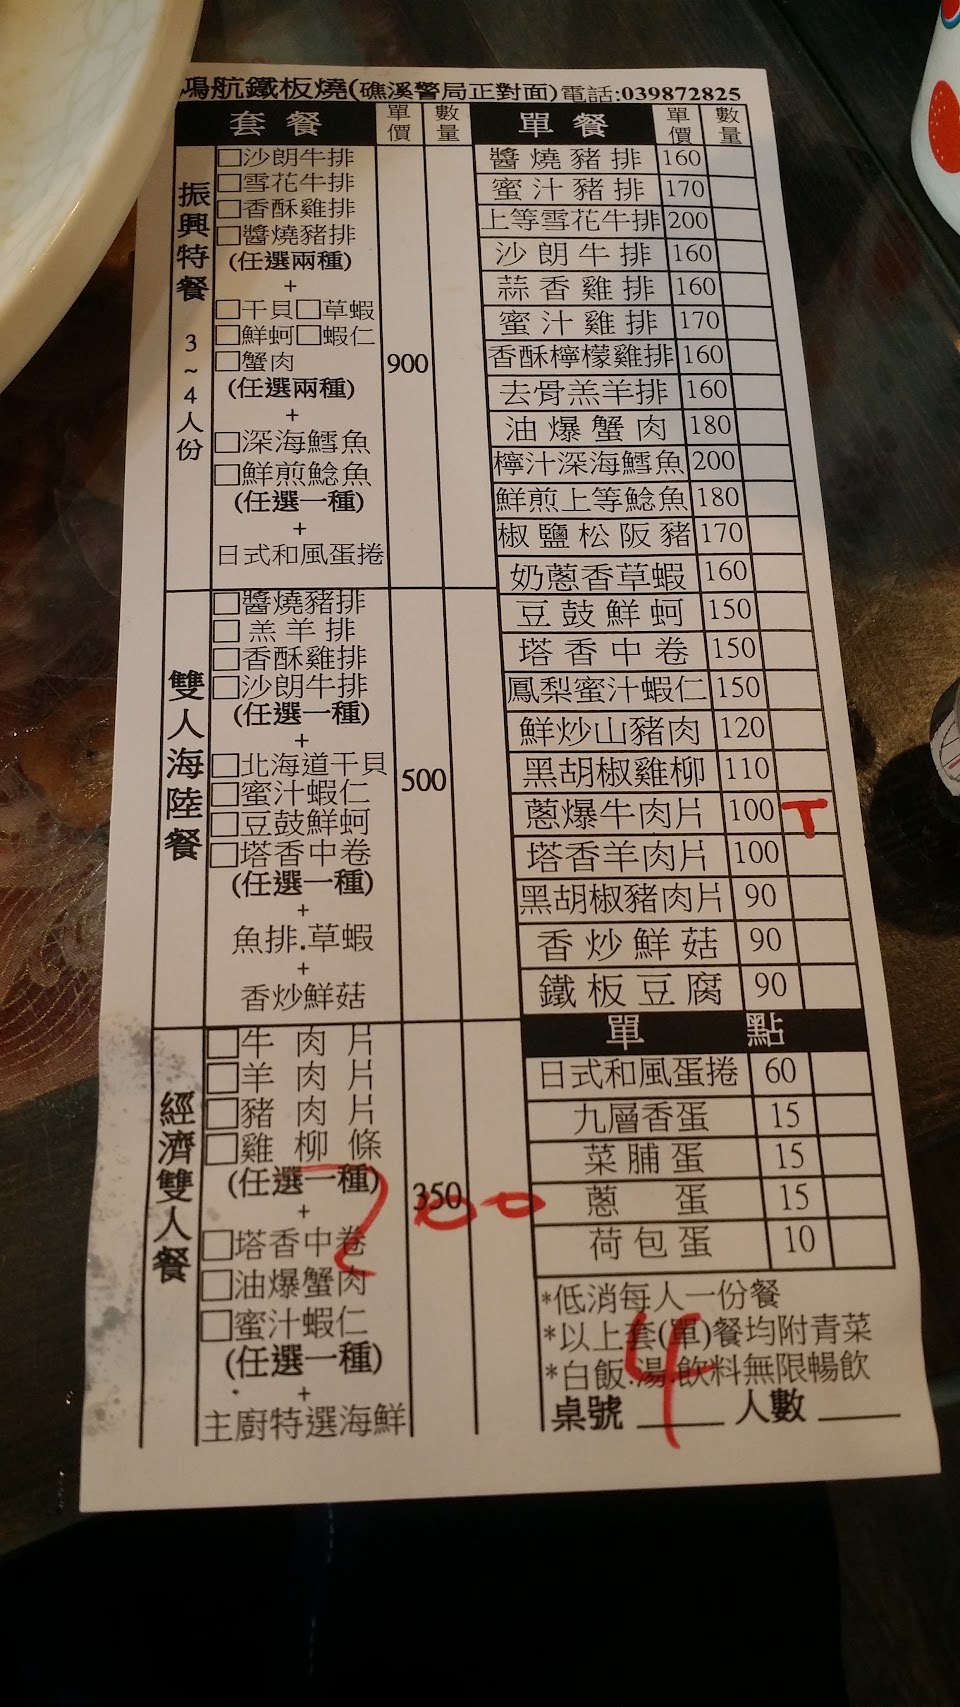 鴻航鐵板燒(礁溪警局正對面)電話:039872825
套餐 單價 數量
振興特餐 3~4人份
□沙朗牛排
□雪花牛排
□香酥雞排
□醬燒豬排
(任選兩種)
+
□干貝□草蝦
□鮮蚵□蝦仁
□蟹肉 900
(任選兩種)
+
□深海鱈魚
□鮮煎鯰魚
(任選一種)
+
日式和風蛋捲
雙人海陸餐
□醬燒豬排
□羔羊排
□香酥雞排
□沙朗牛排
(任選一種)
+
□北海道干貝 500
□蜜汁蝦仁
□豆鼓鮮蚵
□塔香中卷
(任選一種)
+
魚排.草蝦
+
香炒鮮菇
經濟雙人餐
□牛肉片
□羊肉片
□豬肉片
□雞柳條
(任選一種) 350
+
□塔香中卷
□油爆蟹肉
□蜜汁蝦仁
(任選一種)
+
主廚特選海鮮
200
單餐 單價 數量
醬燒豬排 160
蜜汁豬排 170
上等雪花牛排 200
沙朗牛排 160
蒜香雞排 160
蜜汁雞排 170
香酥檸檬雞排 160
去骨羔羊排 160
油爆蟹肉 180
檸汁深海鱈魚 200
鮮煎上等鯰魚 180
椒鹽松阪豬 170
奶蔥香草蝦 160
豆鼓鮮蚵 150
塔香中卷 150
鳳梨蜜汁蝦仁 150
鮮炒山豬肉 120
黑胡椒雞柳 110
蔥爆牛肉片 100 T
塔香羊肉片 100
黑胡椒豬肉片 90
香炒鮮菇 90
鐵板豆腐 90
單點
日式和風蛋捲 60
九層香蛋 15
菜脯蛋 15
蔥蛋 15
荷包蛋 10
*低消每人一份餐
*以上套(單)餐均附青菜
*白飯.湯.飲料無限暢飲
桌號 4 人數